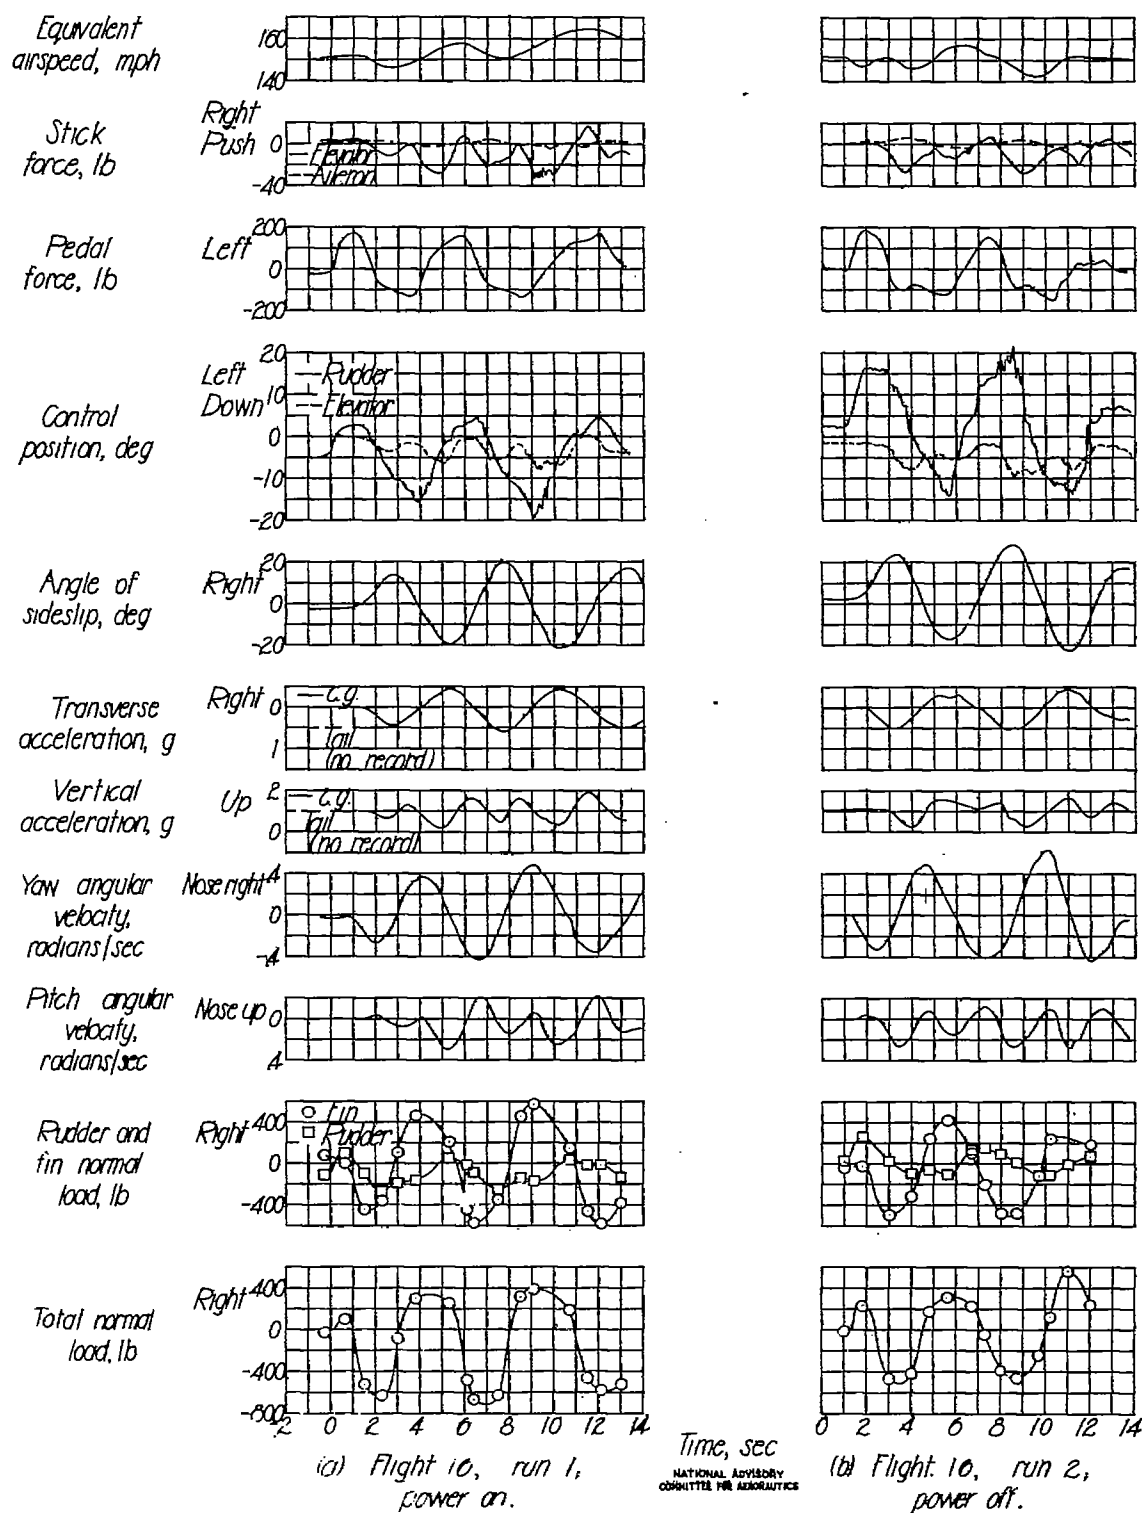 Equivalent
airspeed, mph
160
140
Stick
force, lb
Right
Push
0
-40
Elevator
Aileron
Pedal
force, lb
Left
200
0
-200
Control
position, deg
Left
Down
20
10
0
-10
-20
Rudder
Elevator
Angle of
sideslip, deg
Right
20
0
-20
Transverse
acceleration, g
Right
0
1
c.g.
Tail
(no record)
Vertical
acceleration, g
Up
2
0
c.g.
Tail
(no record)
Yaw angular
velocity,
radians/sec
Nose right
.4
0
-.4
Pitch angular
velocity,
radians/sec
Nose up
0
.4
Rudder and
fin normal
load, lb
Right
400
0
-400
Fin
Rudder
Total normal
load, lb
Right
400
0
-400
-800
-2 0 2 4 6 8 10 12 14
0 2 4 6 8 10 12 14
Time, sec
(a) Flight 10, run 1,
power on.
NATIONAL ADVISORY
COMMITTEE FOR AERONAUTICS
(b) Flight 10, run 2,
power off.